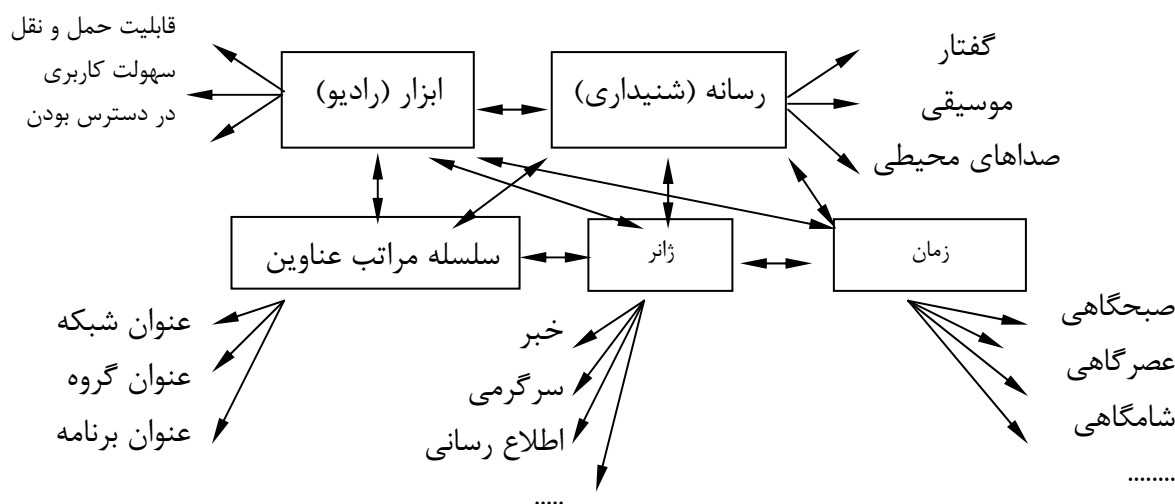 گفتار
موسیقی
صداهای محیطی
رسانه (شنیداری)
ابزار (رادیو)
قابلیت حمل و نقل
سهولت کاربری
در دسترس بودن
زمان
ژانر
سلسله مراتب عناوین
صبحگاهی
عصرگاهی
شامگاهی
........
خبر
سرگرمی
اطلاع رسانی
.....
عنوان شبکه
عنوان گروه
عنوان برنامه